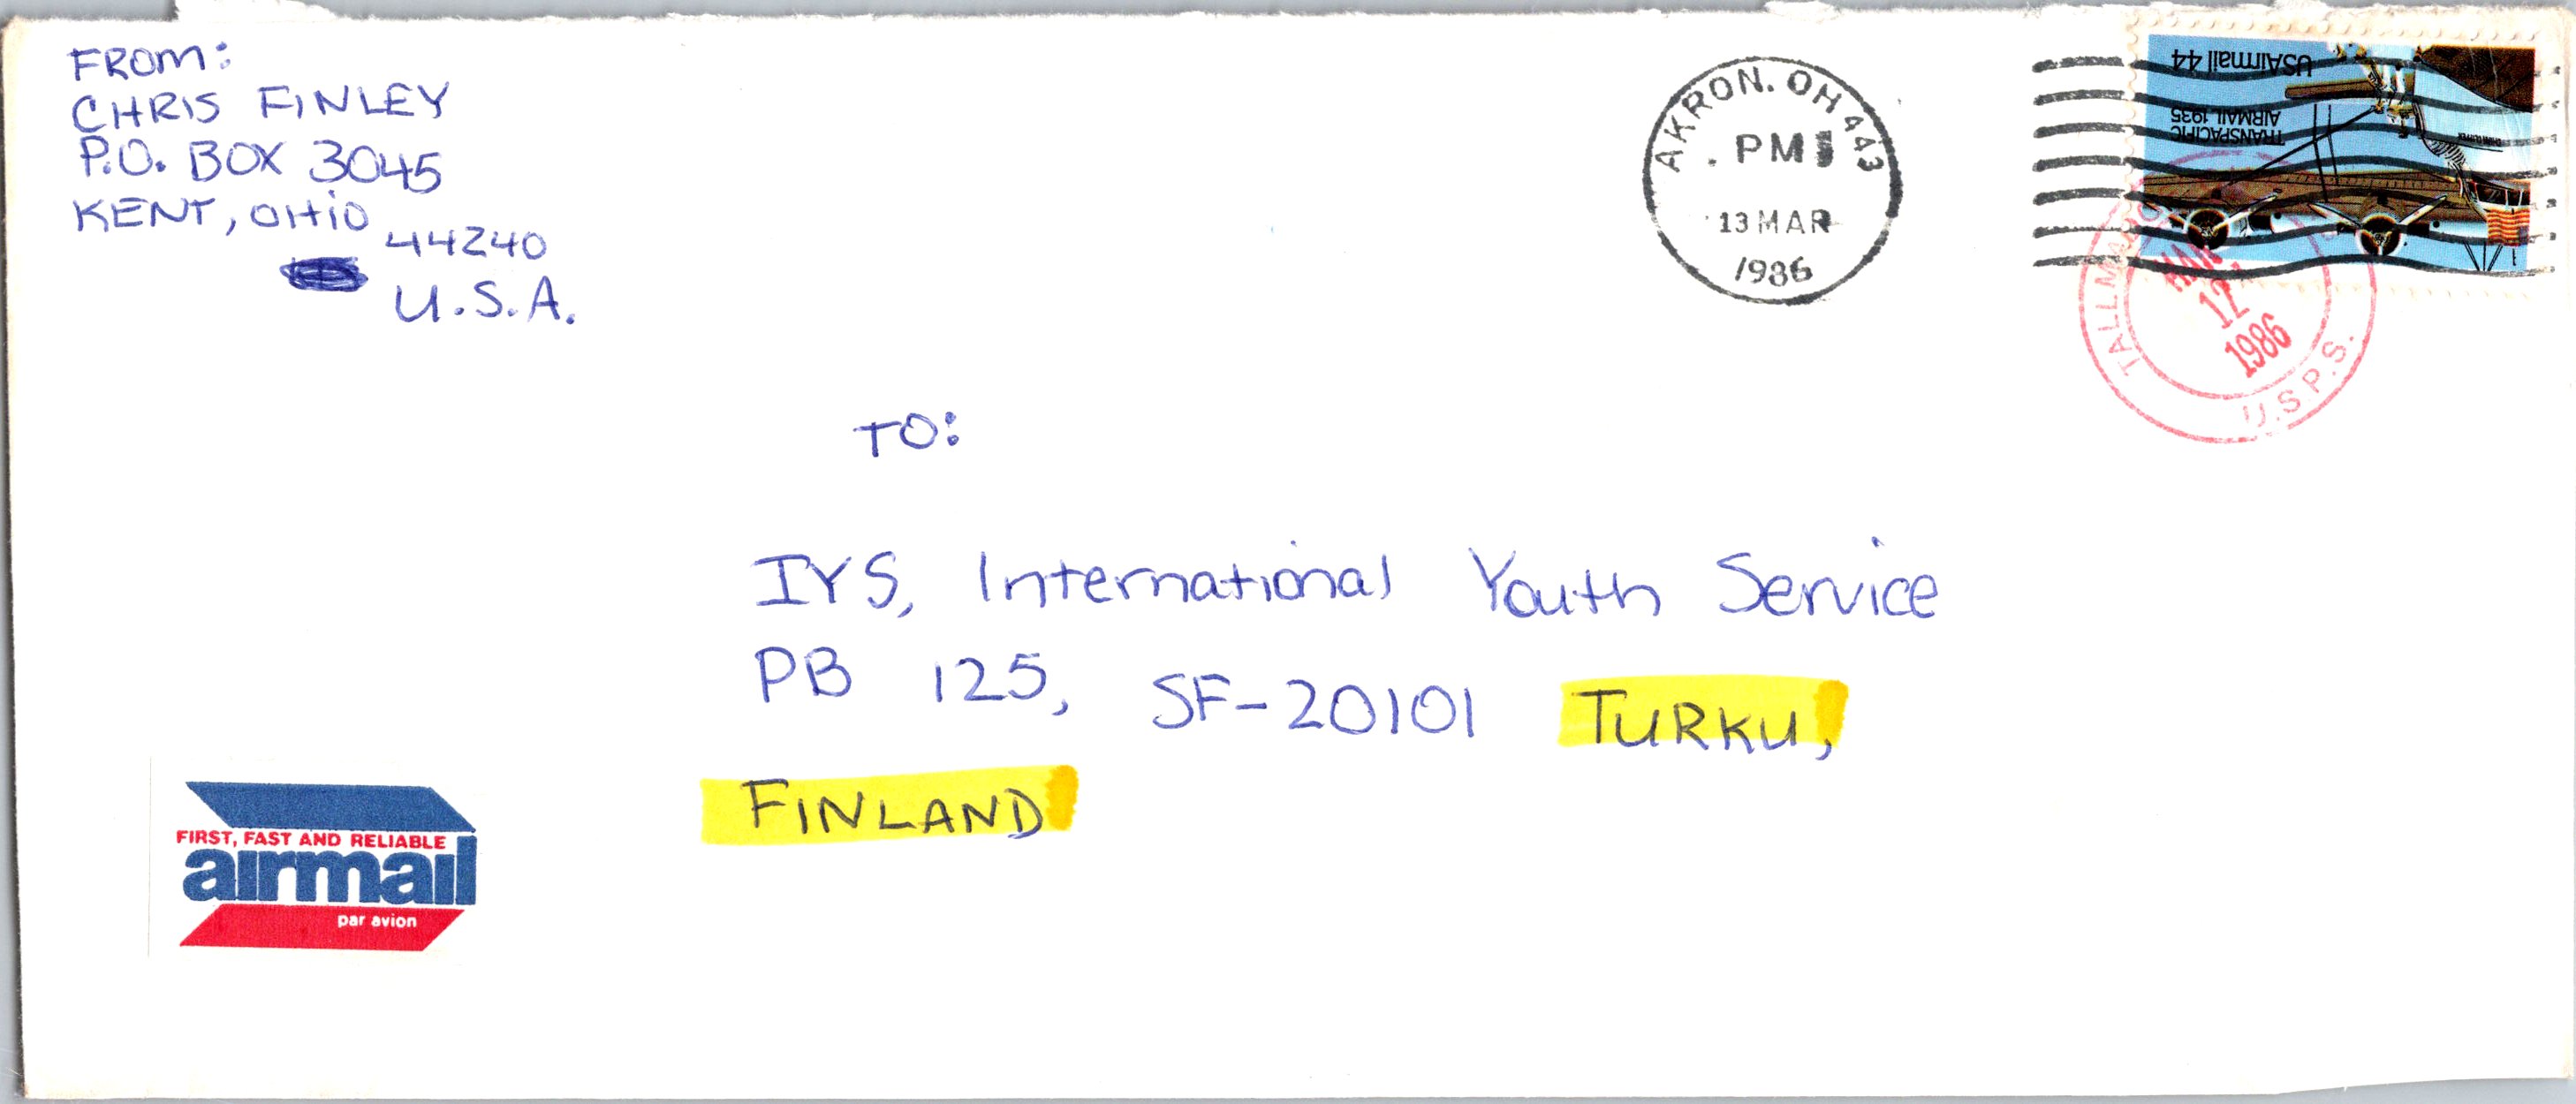 FROM:
CHRIS FINLEY
P.O. BOX 3045
KENT, OHIO
44240
U.S.A.
AKRON. OH 443
PM
13 MAR
1986
USAirmail 44
TRANSPACIFIC
AIRMAIL 1935
MAR
12
1986
U.S.P.S.
TO:
IYS, International Youth Service
PB 125, SF-20101 TURKU,
FINLAND
FIRST, FAST AND RELIABLE
airmail
par avion